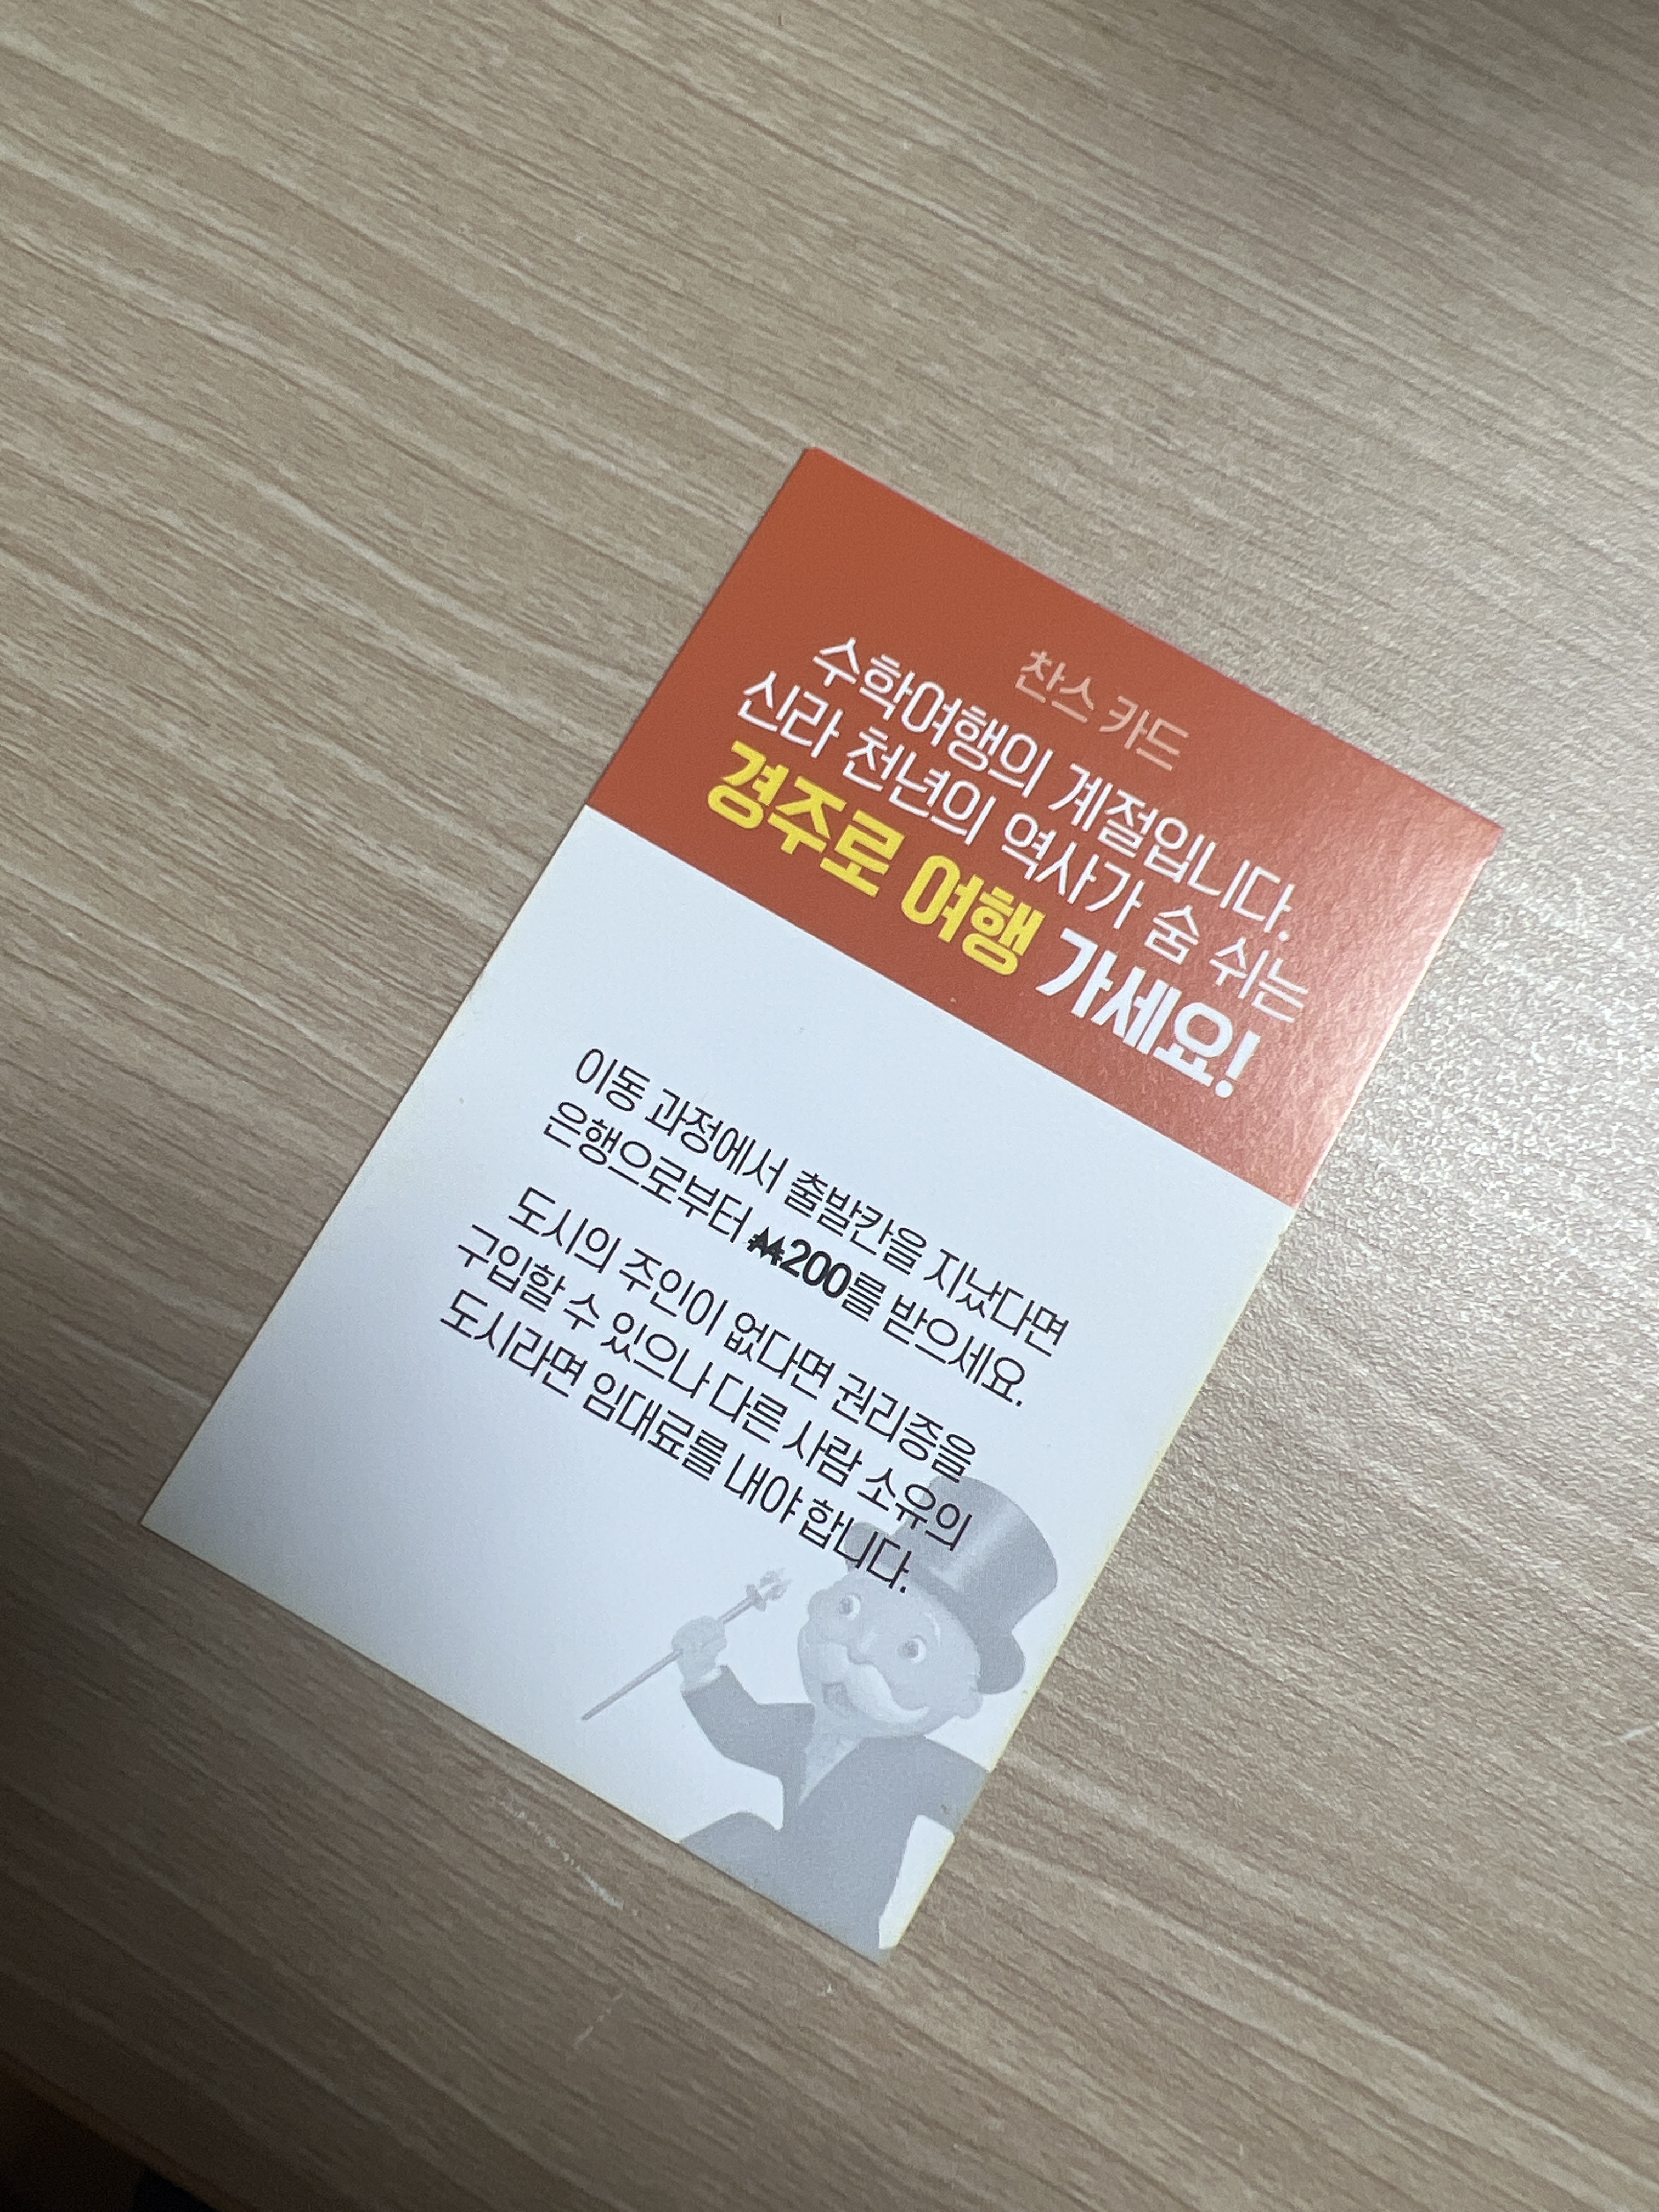 찬스 카드
수학여행의 계절입니다.
신라 천년의 역사가 숨 쉬는
경주로 여행 가세요!
이동 과정에서 출발칸을 지났다면
은행으로부터 ₩200를 받으세요.
도시의 주인이 없다면 권리증을
구입할 수 있으나 다른 사람 소유의
도시라면 임대료를 내야 합니다.